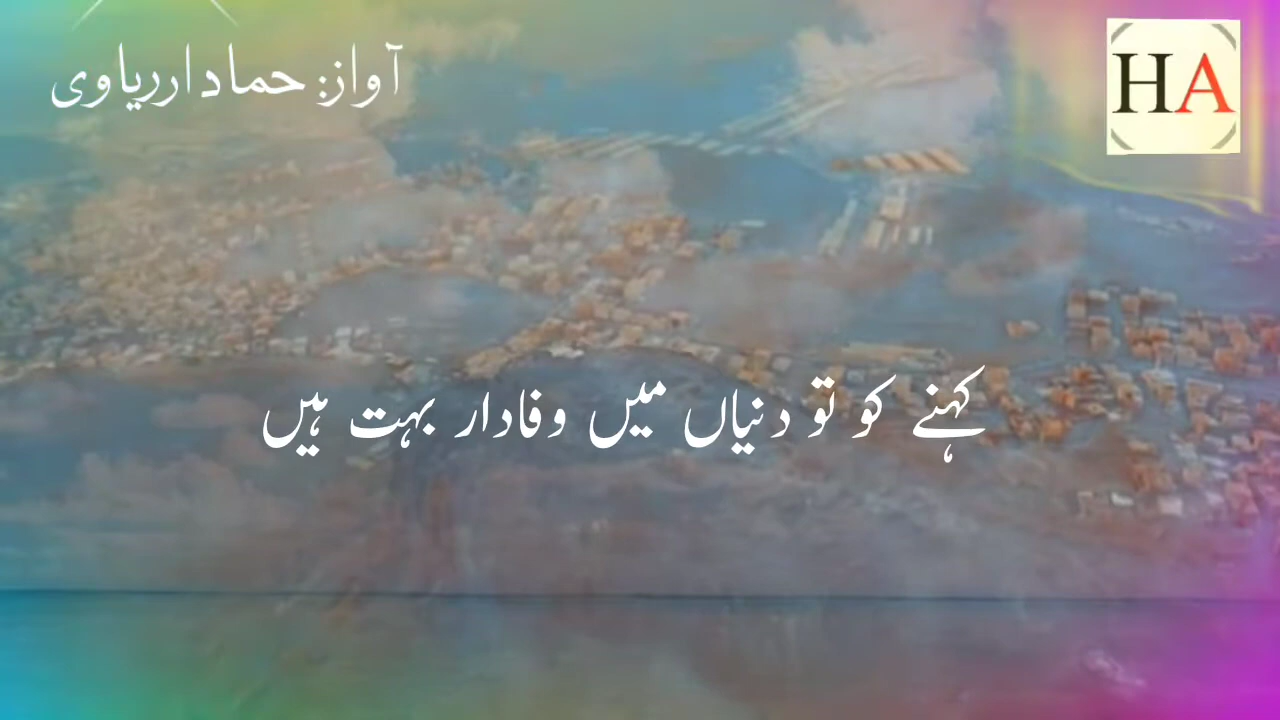 آواز: حماد ارریاوی
HA
کہنے کو تو دنیاں میں وفادار بہت ہیں